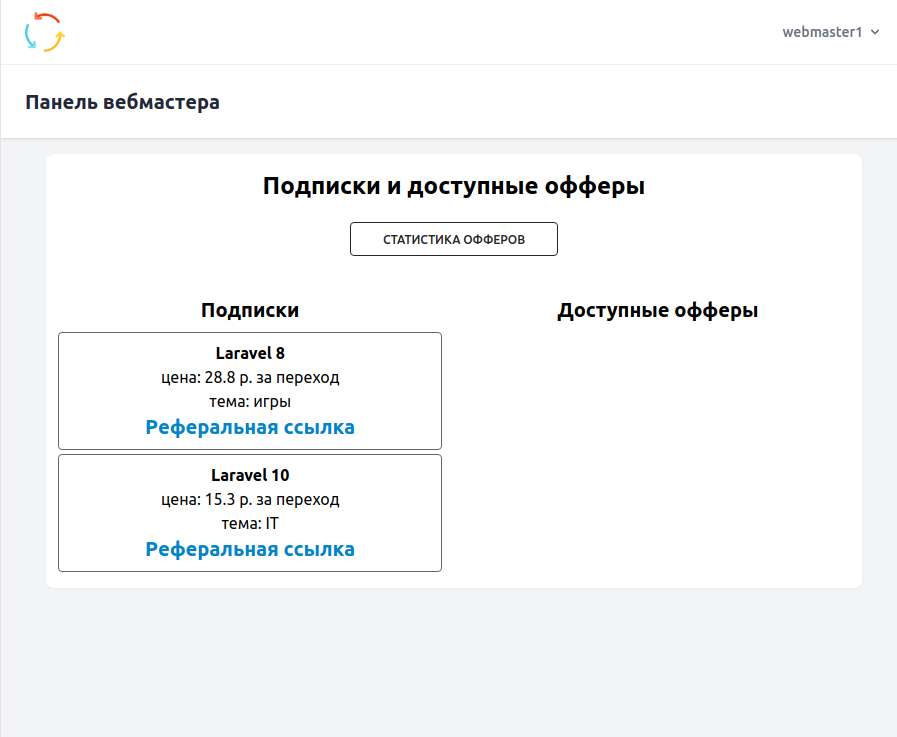 webmaster1
Панель вебмастера
Подписки и доступные офферы
СТАТИСТИКА ОФФЕРОВ
Подписки
Laravel 8
цена: 28.8 р. за переход
тема: игры
Реферальная ссылка
Laravel 10
цена: 15.3 р. за переход
тема: IT
Реферальная ссылка
Доступные офферы